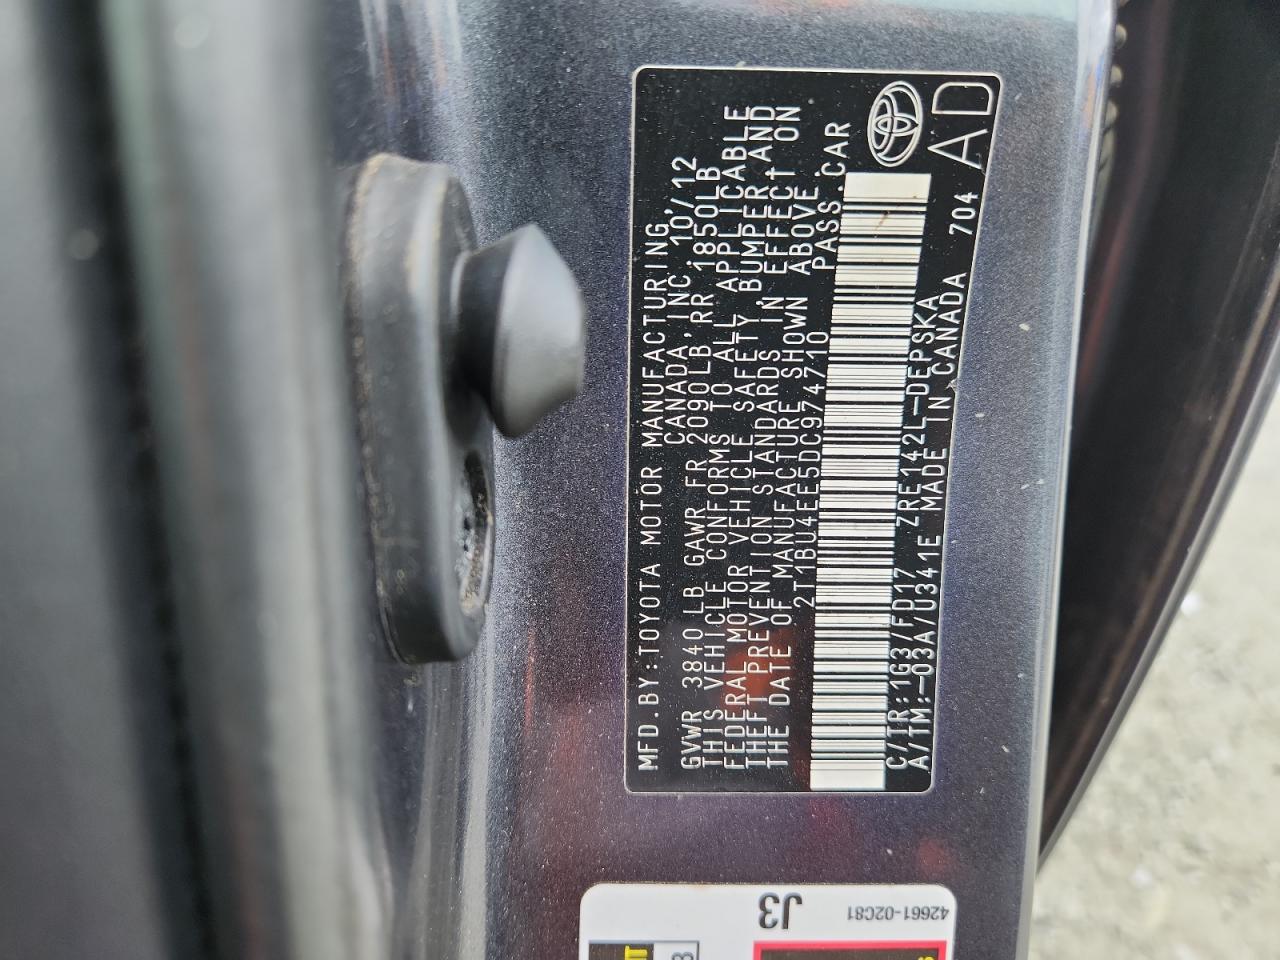 MFD.BY:TOYOTA MOTOR MANUFACTURING,
CANADA,INC.10/12
GVWR 3840LB GAWR FR 2090LB,RR 1850LB
THIS VEHICLE CONFORMS TO ALL APPLICABLE
FEDERAL MOTOR VEHICLE SAFETY,BUMPER,AND
THEFT PREVENTION STANDARDS IN EFFECT ON
THE DATE OF MANUFACTURE SHOWN ABOVE.
2T1BU4EE5DC974710 PASS.CAR
C/TR:1G3/FD17 ZRE142L-DEPSKA
A/TM:-03A/U341E MADE IN CANADA 704
AD
42661-02C81
J3